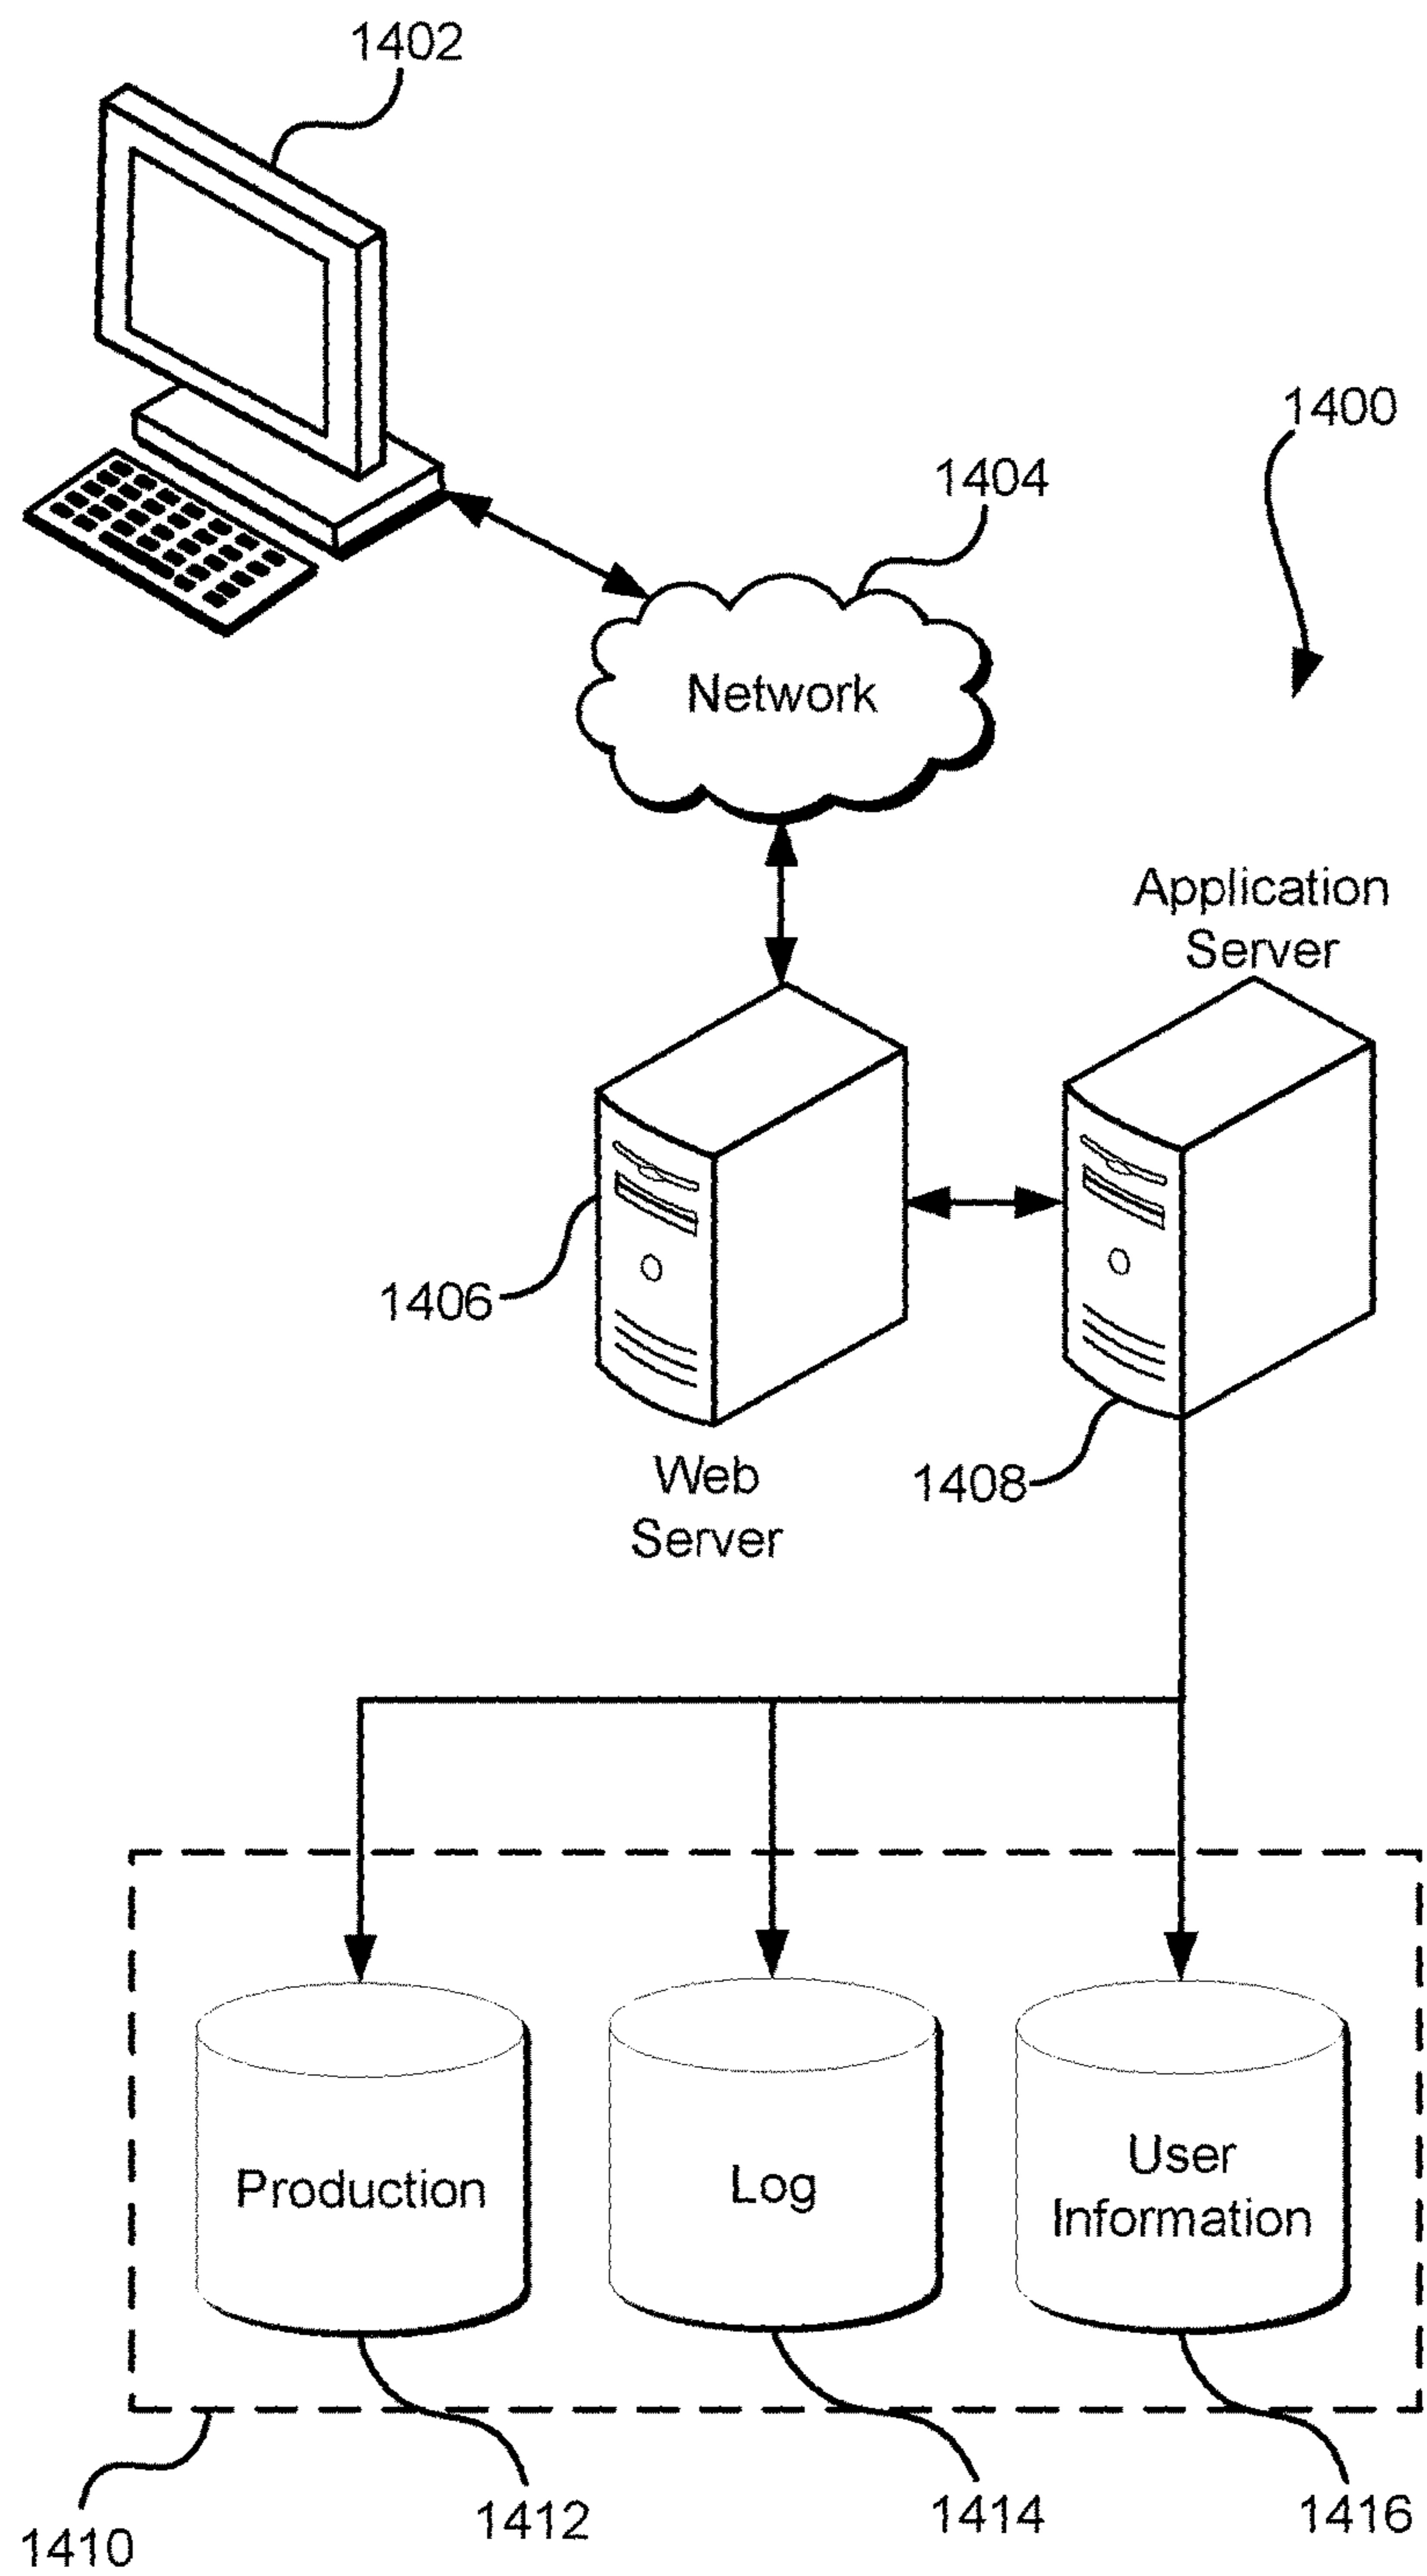 1402
1400
1404
Network
Application
Server
1406
Web
Server
1408
Production
Log
User
Information
1410
1412
1414
1416